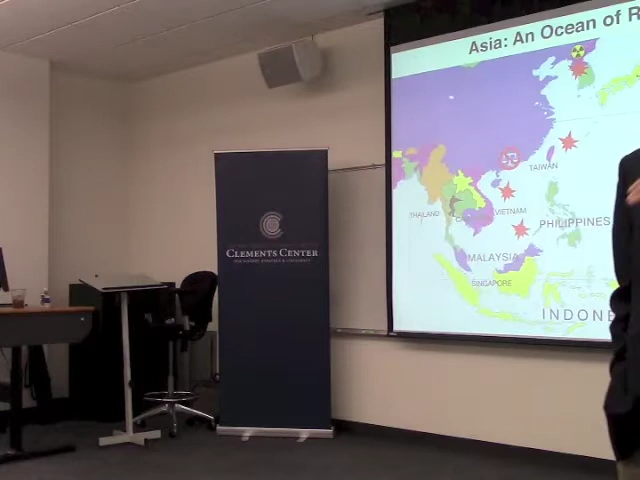 Asia: An Ocean of R
TAIWAN
THAILAND
VIETNAM
PHILIPPINES
MALAYSIA
SINGAPORE
INDONE
CLEMENTS CENTER